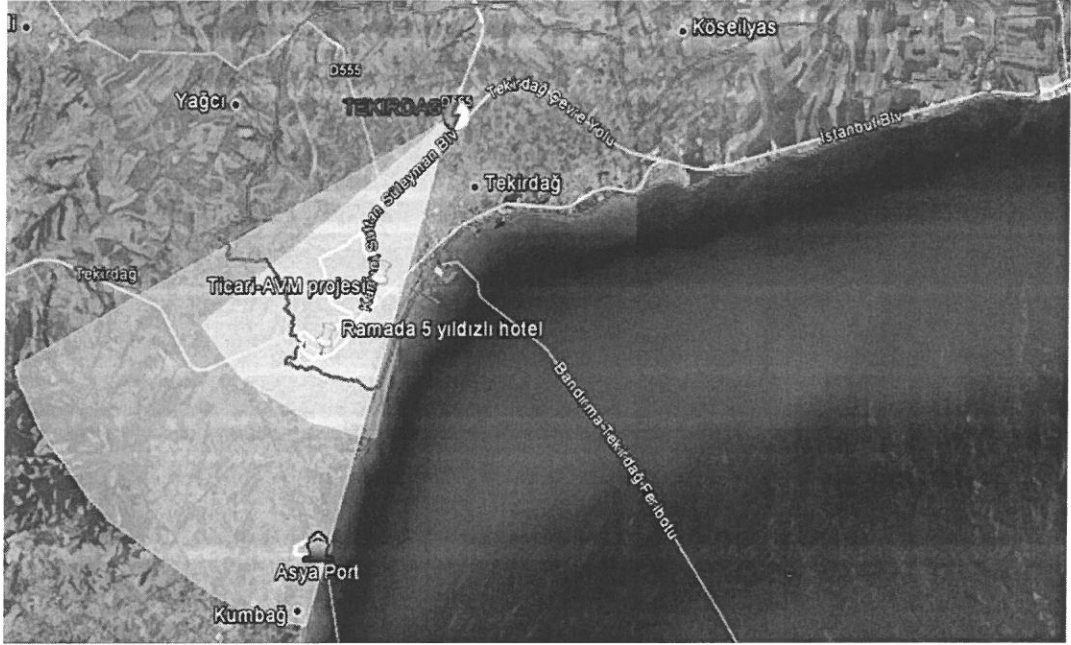 Köseilyas
D555
Yağcı
TEKİRDAĞ
Tekirdağ Çevre Yolu
İstanbul Blv
Tekirdağ
Kanuni Sultan Süleyman Blv
Tekirdağ
Ticari-AVM projesi
Ramada 5 yıldızlı hotel
Bandırma-Tekirdağ Feribotu
Asya Port
Kumbağ